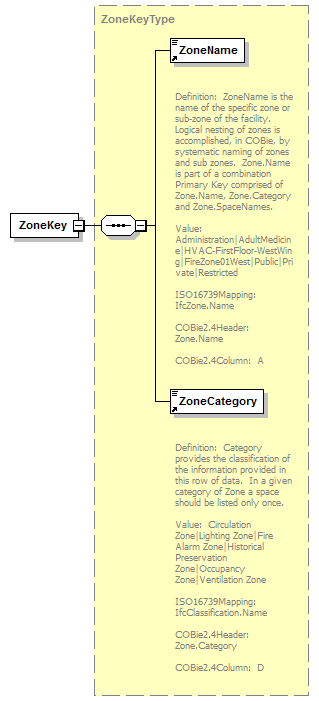 ZoneKeyType
ZoneName
Definition:  ZoneName is the
name of the specific zone or
sub-zone of the facility.
Logical nesting of zones is
accomplished, in COBie, by
systematic naming of zones
and sub zones.  Zone.Name
is part of a combination
Primary Key comprised of
Zone.Name, Zone.Category
and Zone.SpaceNames.
Value:
Administration|AdultMedicin
e|HVAC-FirstFloor-WestWin
g|FireZone01West|Public|Pri
vate|Restricted
ISO16739Mapping:
IfcZone.Name
COBie2.4Header:
Zone.Name
COBie2.4Column:  A
ZoneKey
ZoneCategory
Definition:  Category
provides the classification of
the information provided in
this row of data.  In a given
category of Zone a space
should be listed only once.
Value:  Circulation
Zone|Lighting Zone|Fire
Alarm Zone|Historical
Preservation
Zone|Occupancy
Zone|Ventilation Zone
ISO16739Mapping:
IfcClassification.Name
COBie2.4Header:
Zone.Category
COBie2.4Column:  D